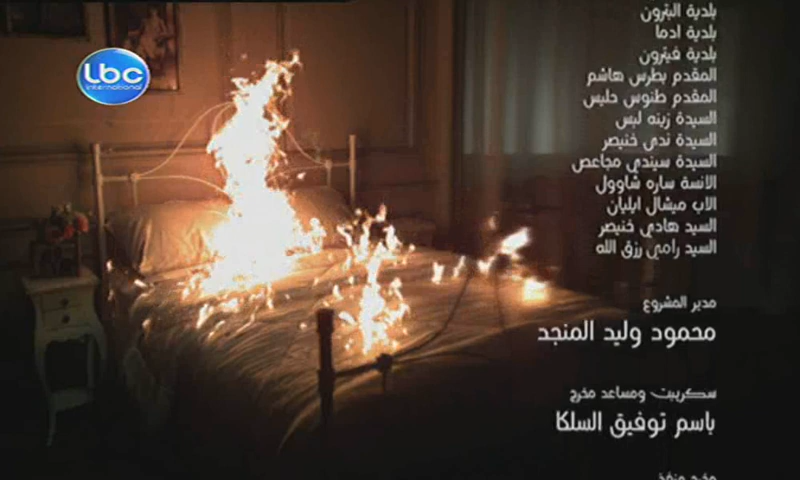 lbc
international
بلدية البترون
بلدية ادما
بلدية فيترون
المقدم بطرس هاشم
المقدم طنوس حليس
السيدة زينه لبس
السيدة ندى خنيصر
السيدة سيندي مجاعص
الانسة ساره شاوول
الاب ميشال ابليان
السيد هادي خنيصر
السيد رامي رزق الله
مدير المشروع
محمود وليد المنجد
سكريبت ومساعد مخرج
باسم توفيق السلكا